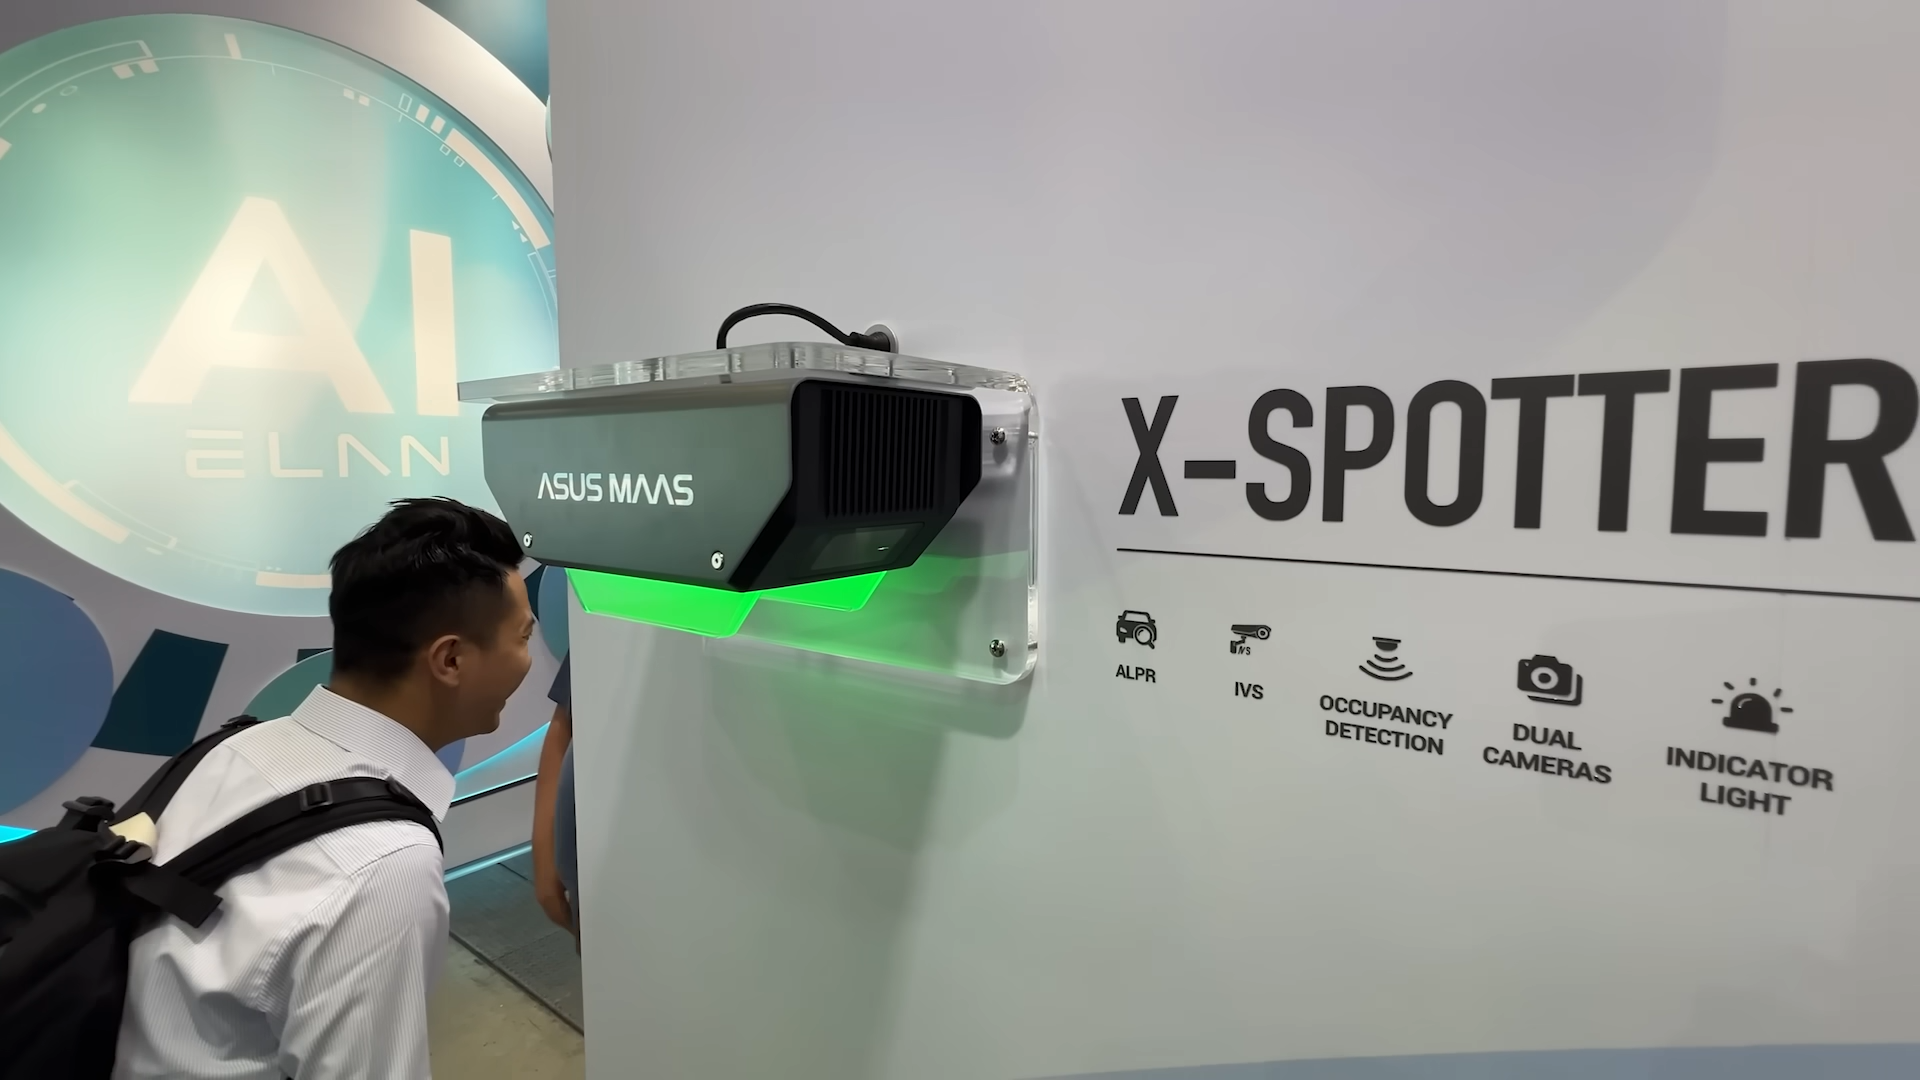 AI
ELAN
ASUS MAAS
X-SPOTTER
ALPR
IVS
OCCUPANCY
DETECTION
DUAL
CAMERAS
INDICATOR
LIGHT